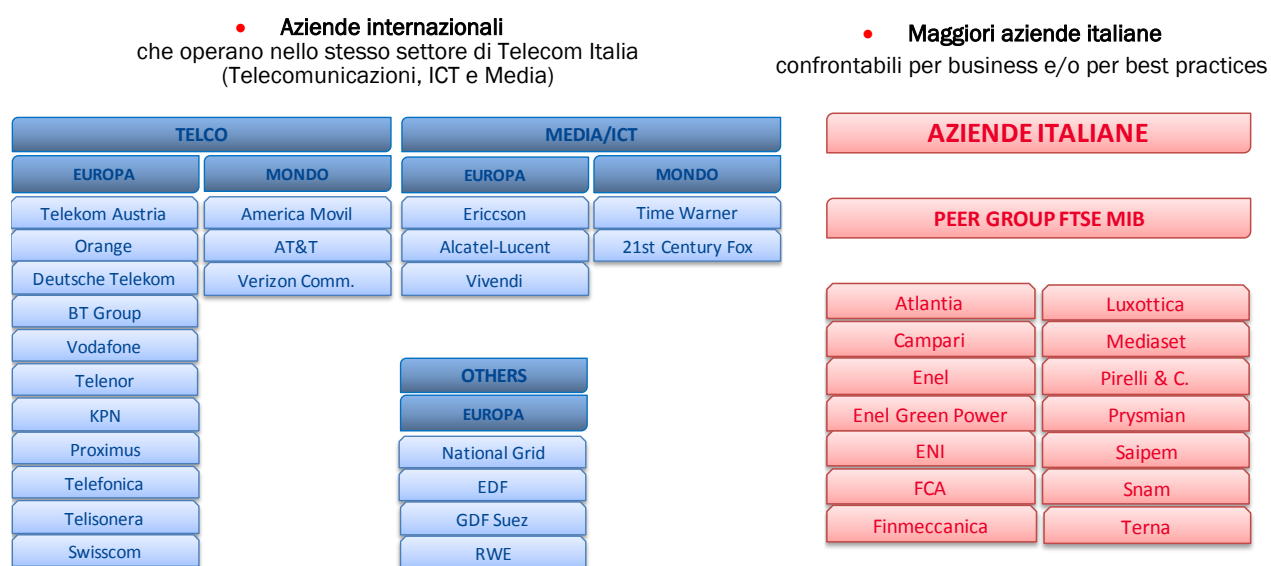 • Aziende internazionali
che operano nello stesso settore di Telecom Italia
(Telecomunicazioni, ICT e Media)
• Maggiori aziende italiane
confrontabili per business e/o per best practices
TELCO
EUROPA
MONDO
Telekom Austria
Orange
Deutsche Telekom
BT Group
Vodafone
Telenor
KPN
Proximus
Telefonica
Telisonera
Swisscom
America Movil
AT&T
Verizon Comm.
MEDIA/ICT
EUROPA
MONDO
Ericcson
Alcatel-Lucent
Vivendi
Time Warner
21st Century Fox
OTHERS
EUROPA
National Grid
EDF
GDF Suez
RWE
AZIENDE ITALIANE
PEER GROUP FTSE MIB
Atlantia
Campari
Enel
Enel Green Power
ENI
FCA
Finmeccanica
Luxottica
Mediaset
Pirelli & C.
Prysmian
Saipem
Snam
Terna